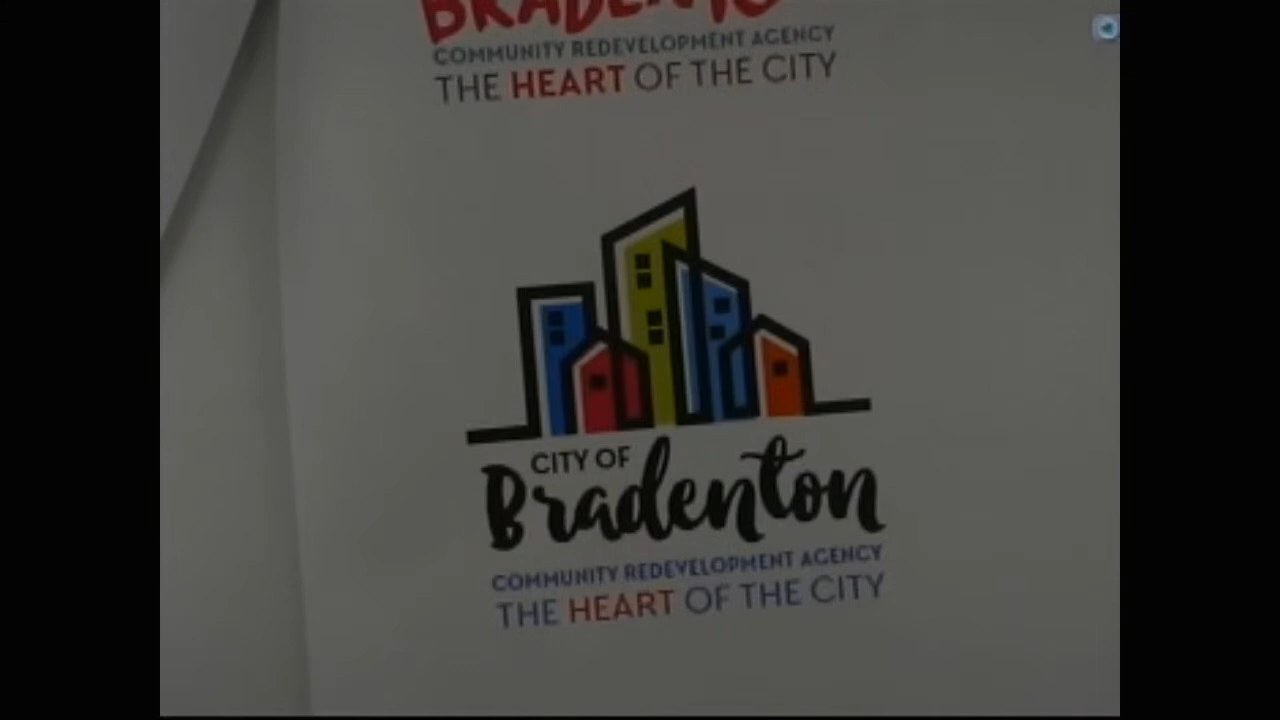 COMMUNITY REDEVELOPMENT AGENCY
THE HEART OF THE CITY
CITY OF
Bradenton
COMMUNITY REDEVELOPMENT AGENCY
THE HEART OF THE CITY